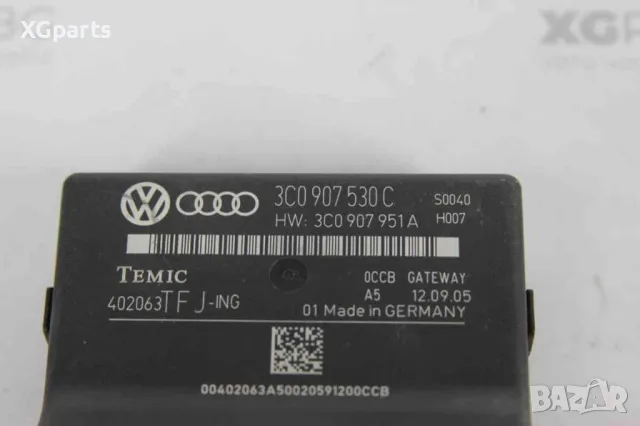 XGparts
XG
3C0 907 530 C
S0040
HW: 3C0 907 951 A
H007
TEMIC
0CCB GATEWAY
402063TFJ-ING
A5 12.09.05
01 Made in GERMANY
00402063A50020591200CCB
bazar